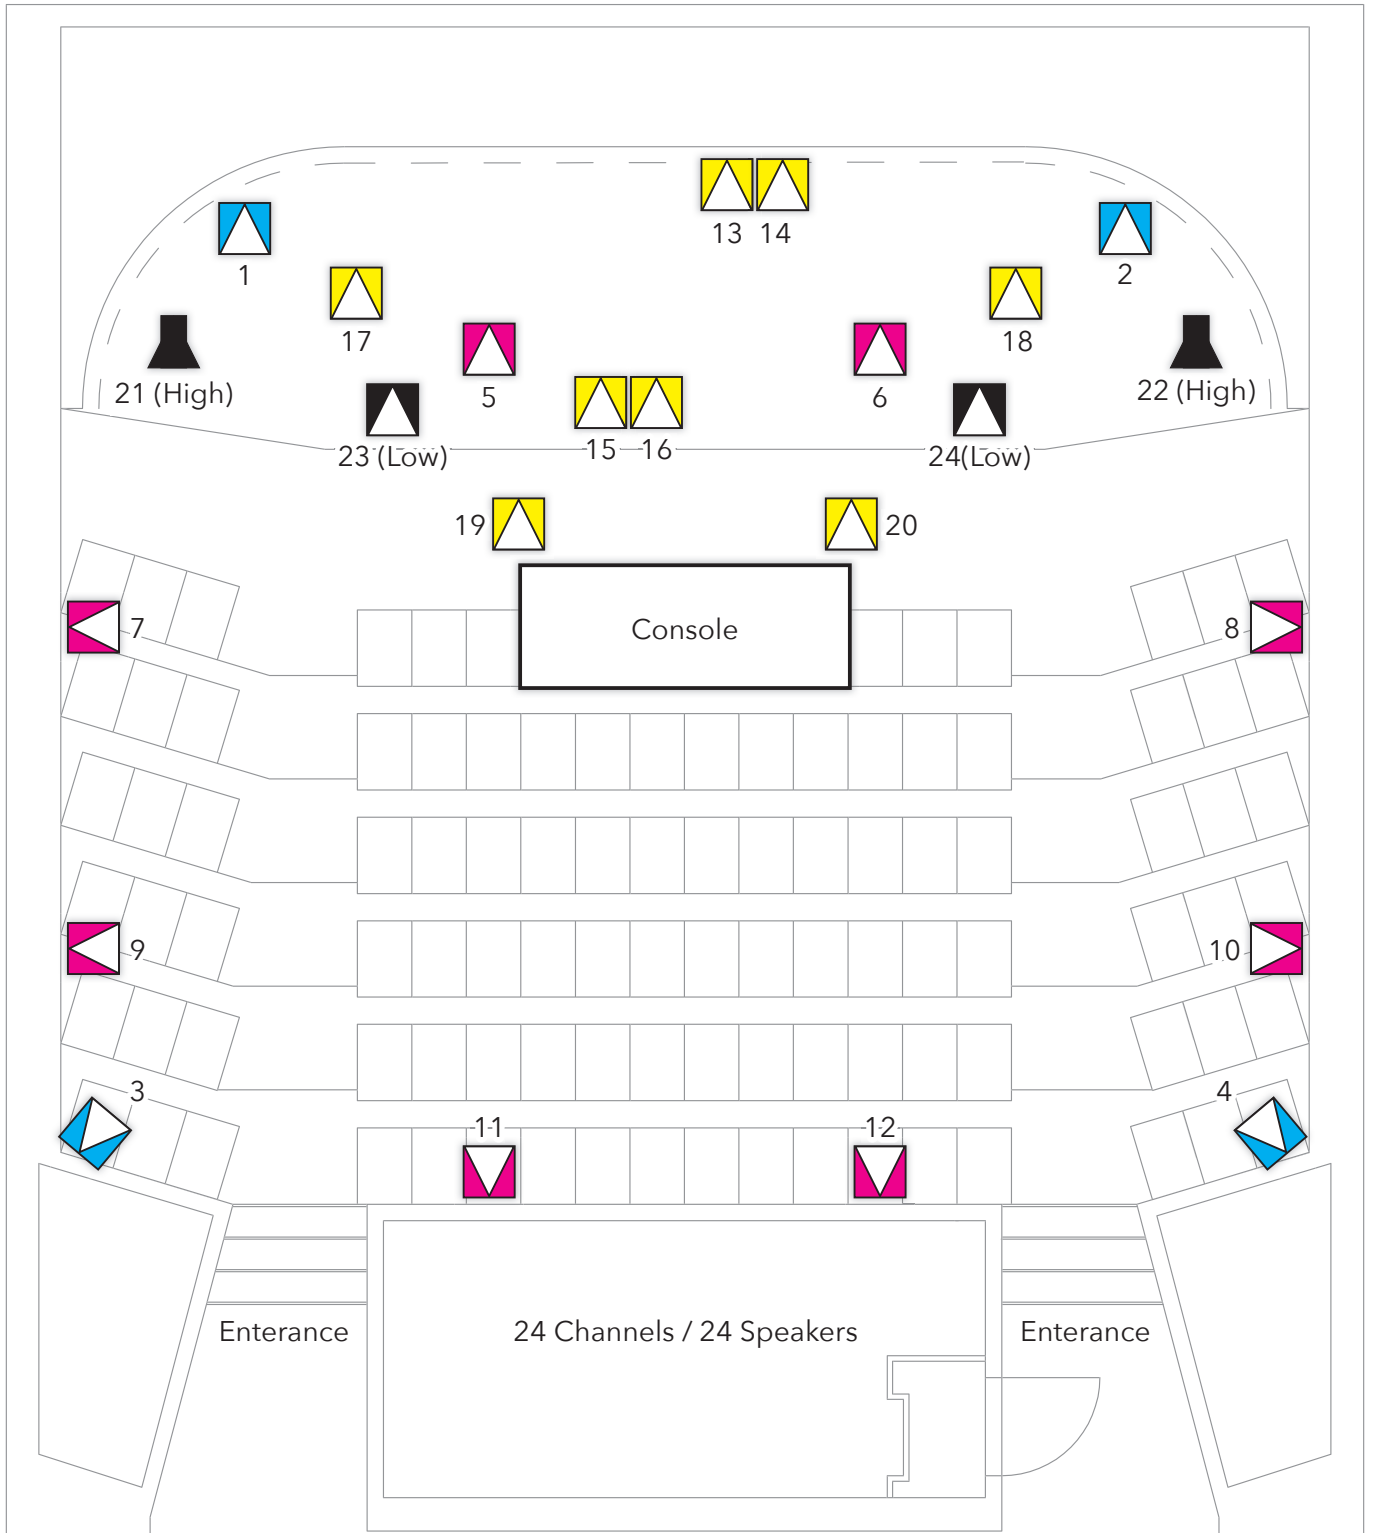 13 14
1
2
17
18
21 (High)
5
6
22 (High)
23 (Low)
15 16
24(Low)
19
20
7
Console
8
9
10
3
4
11
12
Enterance
24 Channels / 24 Speakers
Enterance